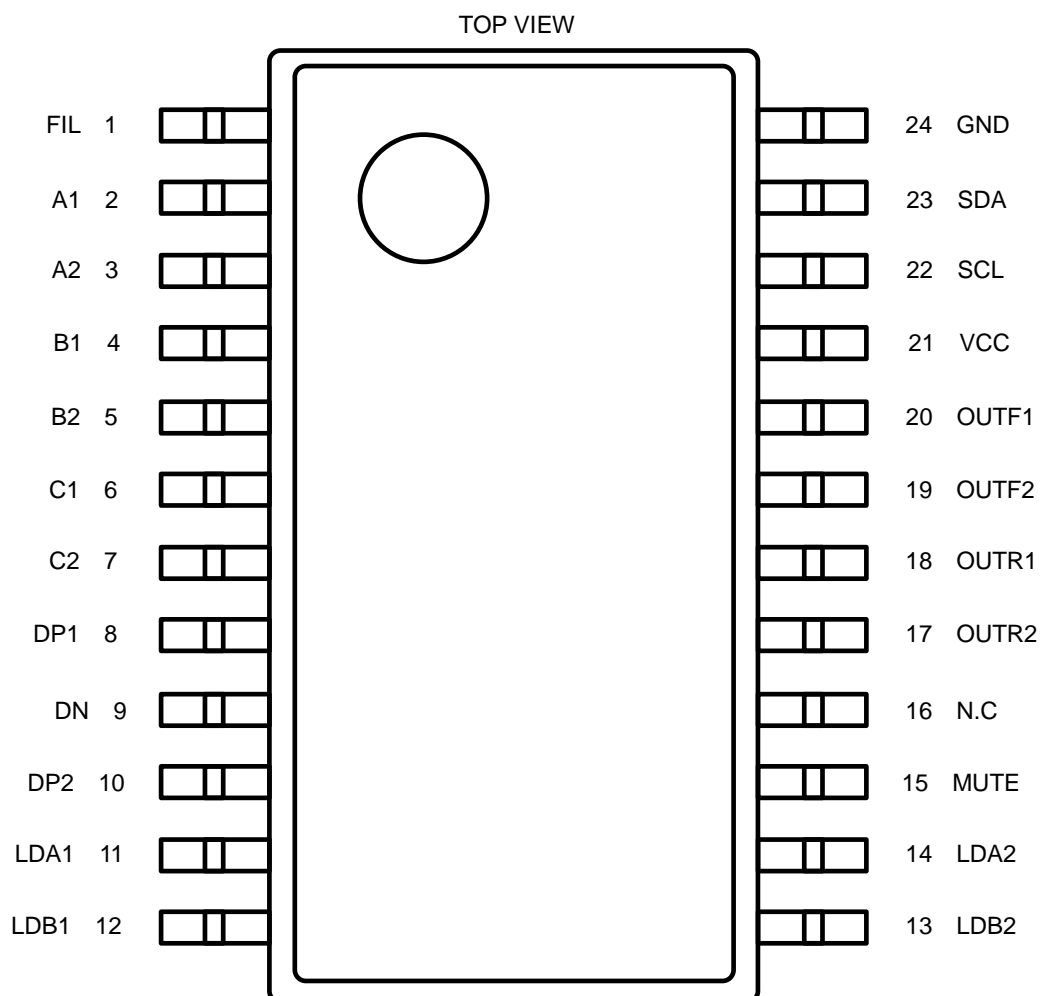 TOP VIEW
FIL 1 24 GND
A1 2 23 SDA
A2 3 22 SCL
B1 4 21 VCC
B2 5 20 OUTF1
C1 6 19 OUTF2
C2 7 18 OUTR1
DP1 8 17 OUTR2
DN 9 16 N.C
DP2 10 15 MUTE
LDA1 11 14 LDA2
LDB1 12 13 LDB2